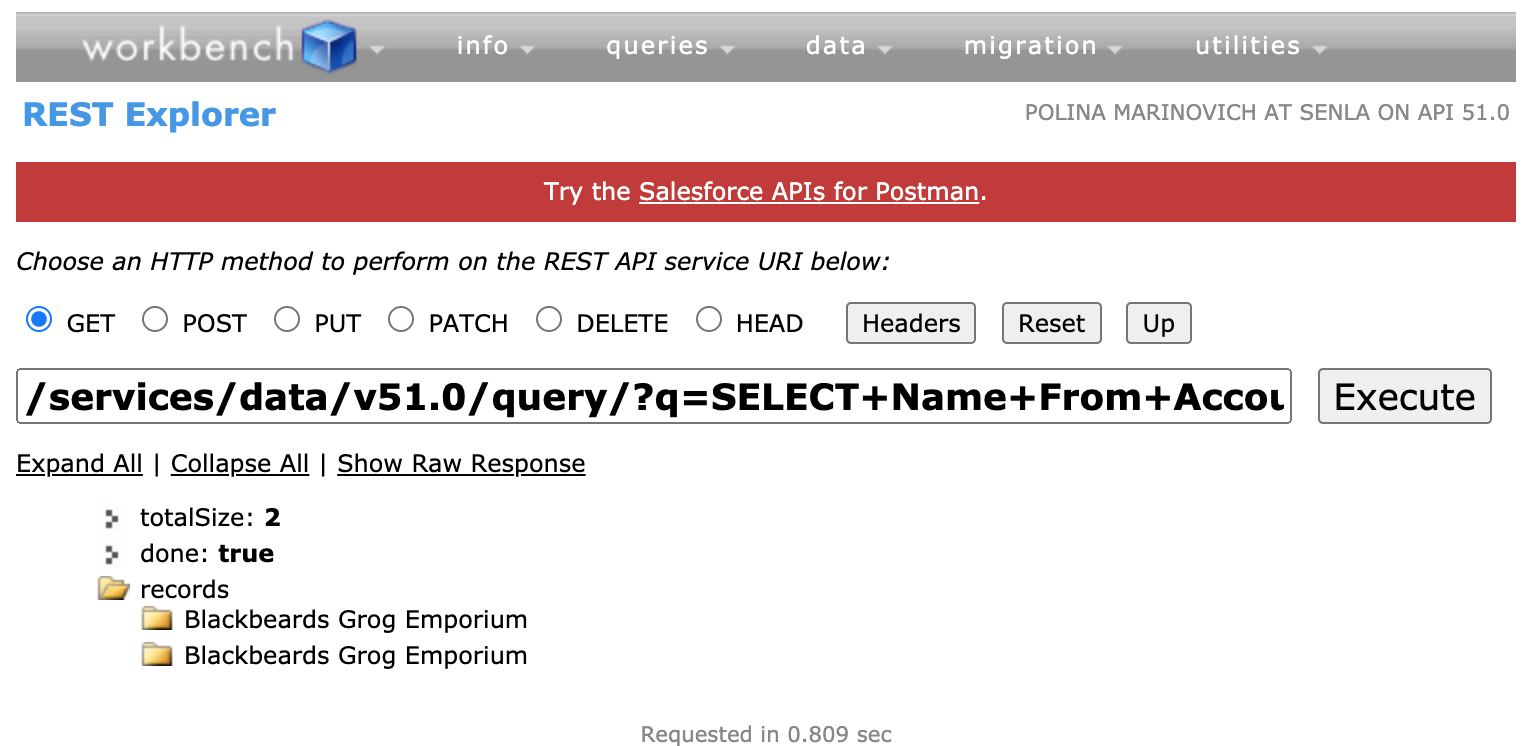 workbench info queries data migration utilities
REST Explorer POLINA MARINOVICH AT SENLA ON API 51.0
Try the Salesforce APIs for Postman.
Choose an HTTP method to perform on the REST API service URI below:
GET POST PUT PATCH DELETE HEAD Headers Reset Up
/services/data/v51.0/query/?q=SELECT+Name+From+Accou Execute
Expand All | Collapse All | Show Raw Response
totalSize: 2
done: true
records
Blackbeards Grog Emporium
Blackbeards Grog Emporium
Requested in 0.809 sec